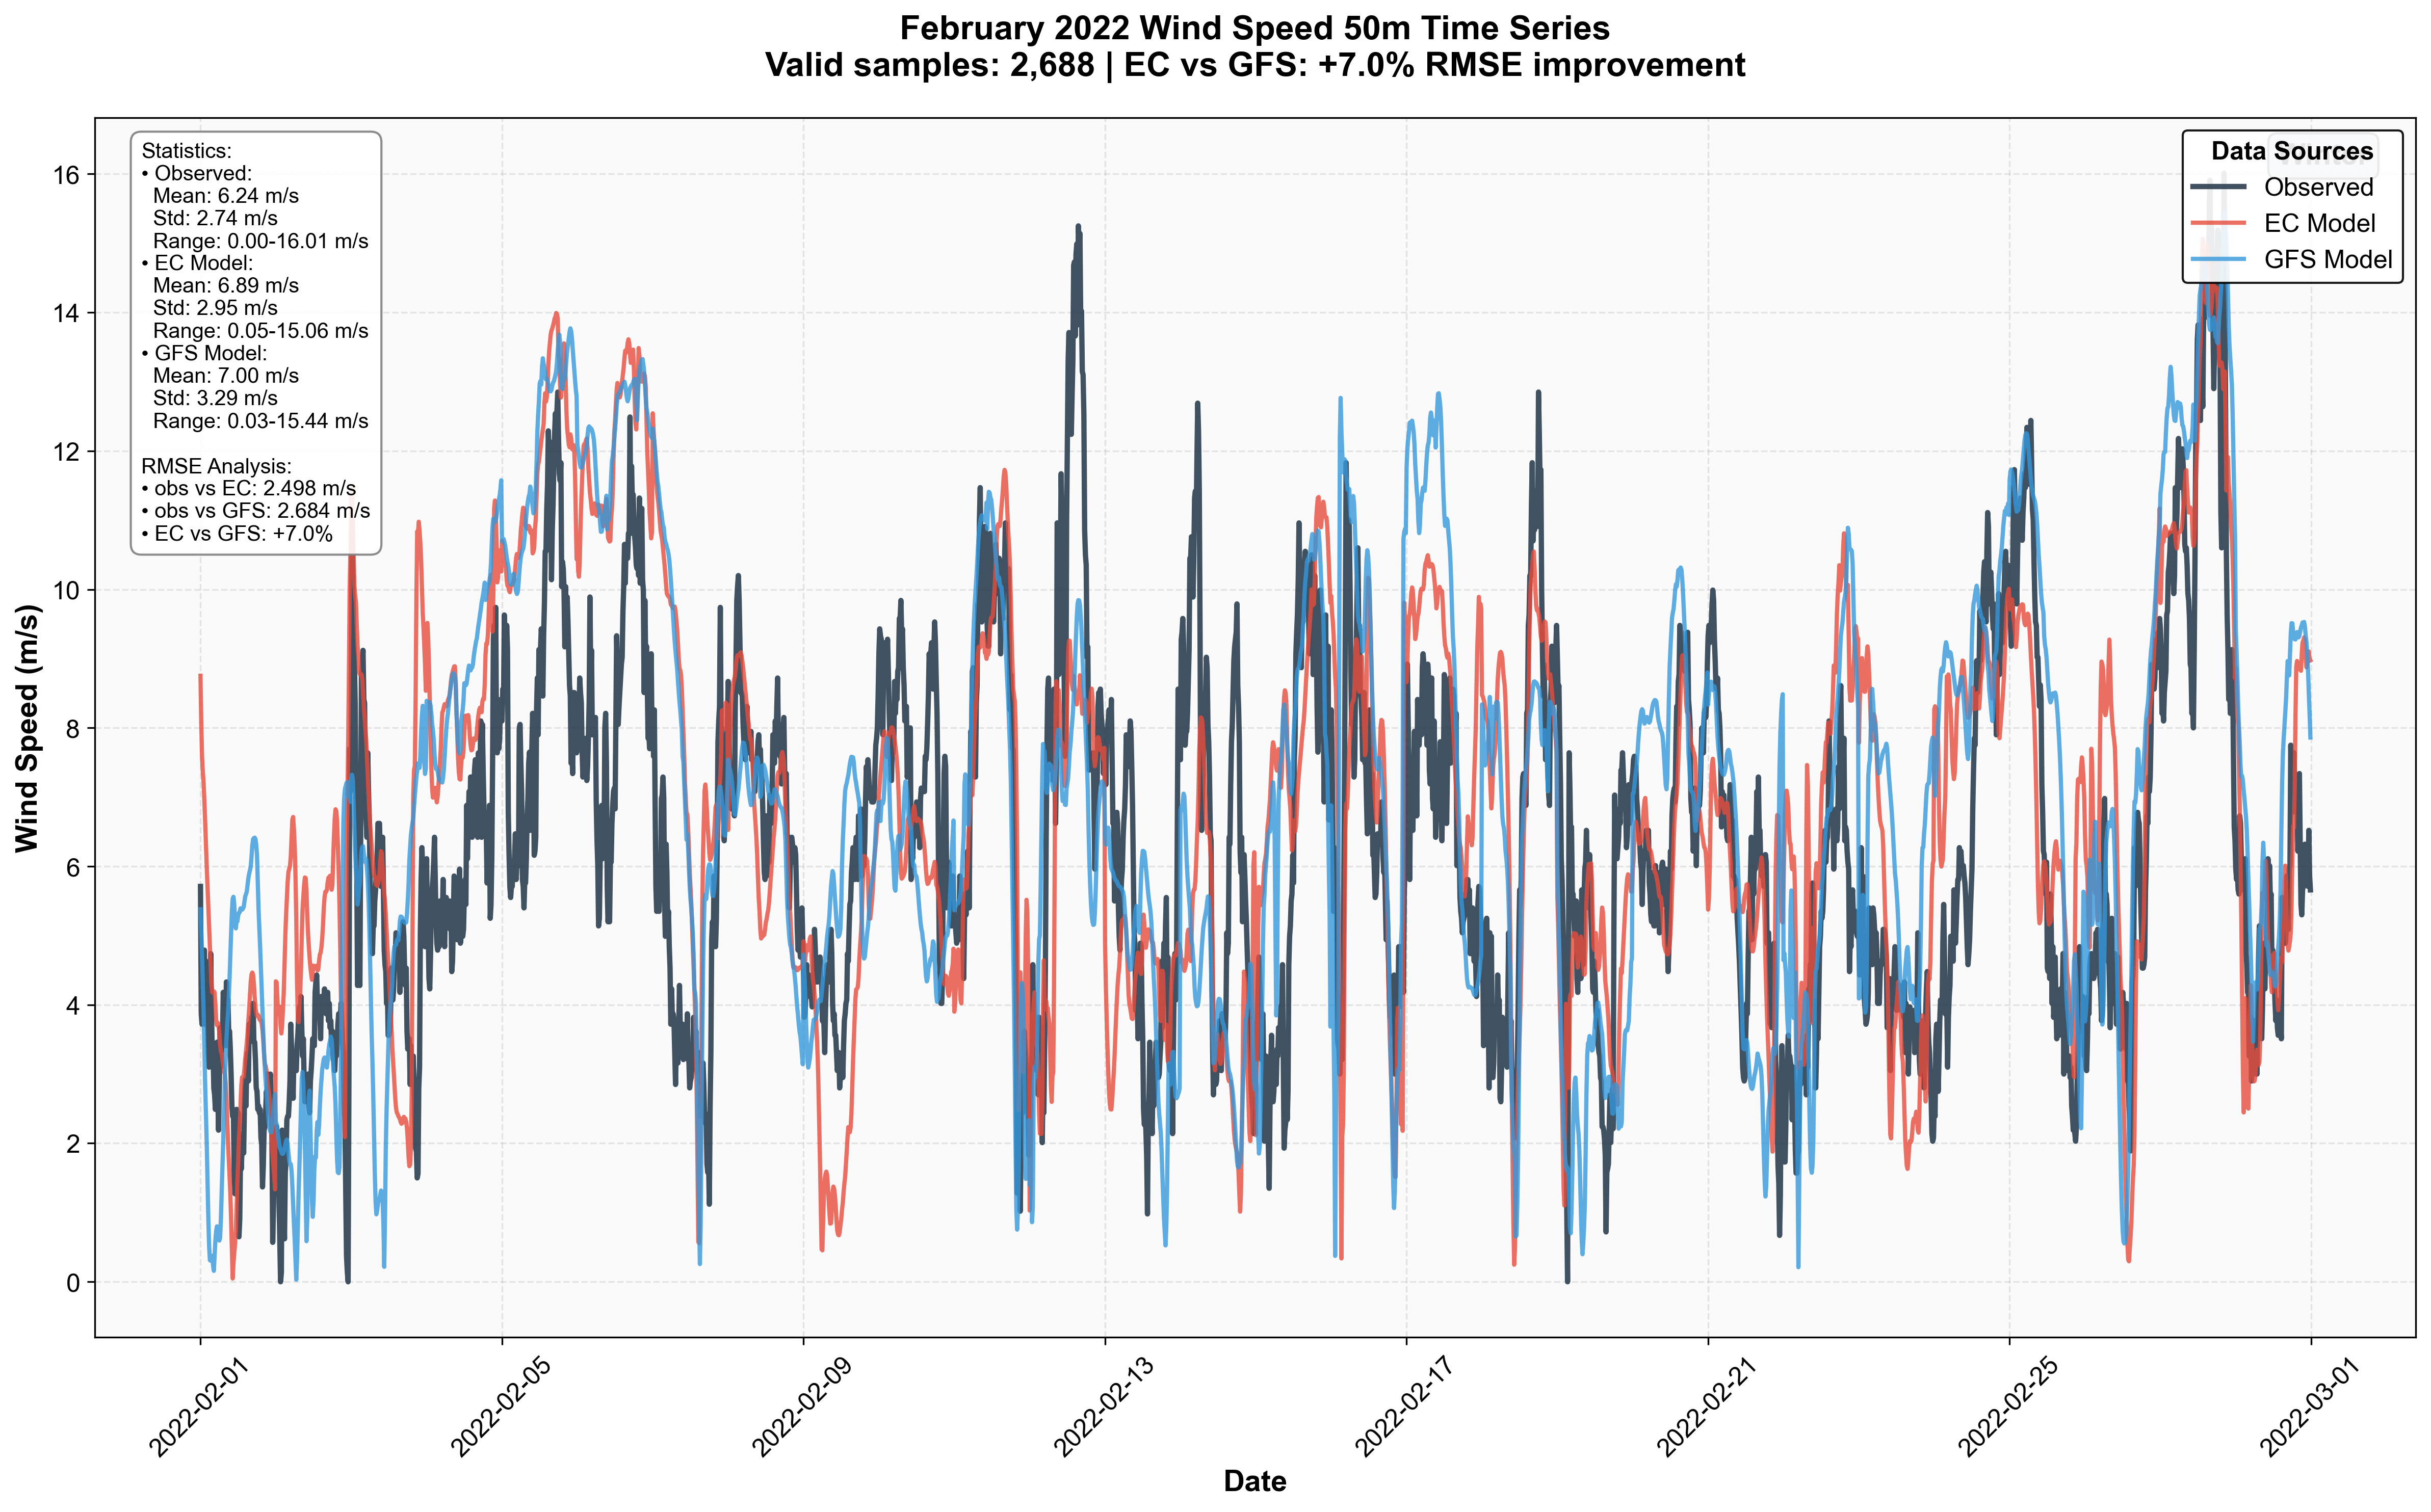 February 2022 Wind Speed 50m Time Series
Valid samples: 2,688 | EC vs GFS: +7.0% RMSE improvement
Statistics:
• Observed:
Mean: 6.24 m/s
Std: 2.74 m/s
Range: 0.00-16.01 m/s
• EC Model:
Mean: 6.89 m/s
Std: 2.95 m/s
Range: 0.05-15.06 m/s
• GFS Model:
Mean: 7.00 m/s
Std: 3.29 m/s
Range: 0.03-15.44 m/s
RMSE Analysis:
• obs vs EC: 2.498 m/s
• obs vs GFS: 2.684 m/s
• EC vs GFS: +7.0%
Data Sources
Observed
EC Model
GFS Model
Wind Speed (m/s)
16
14
12
10
8
6
4
2
0
2022-02-01
2022-02-05
2022-02-09
2022-02-13
2022-02-17
2022-02-21
2022-02-25
2022-03-01
Date